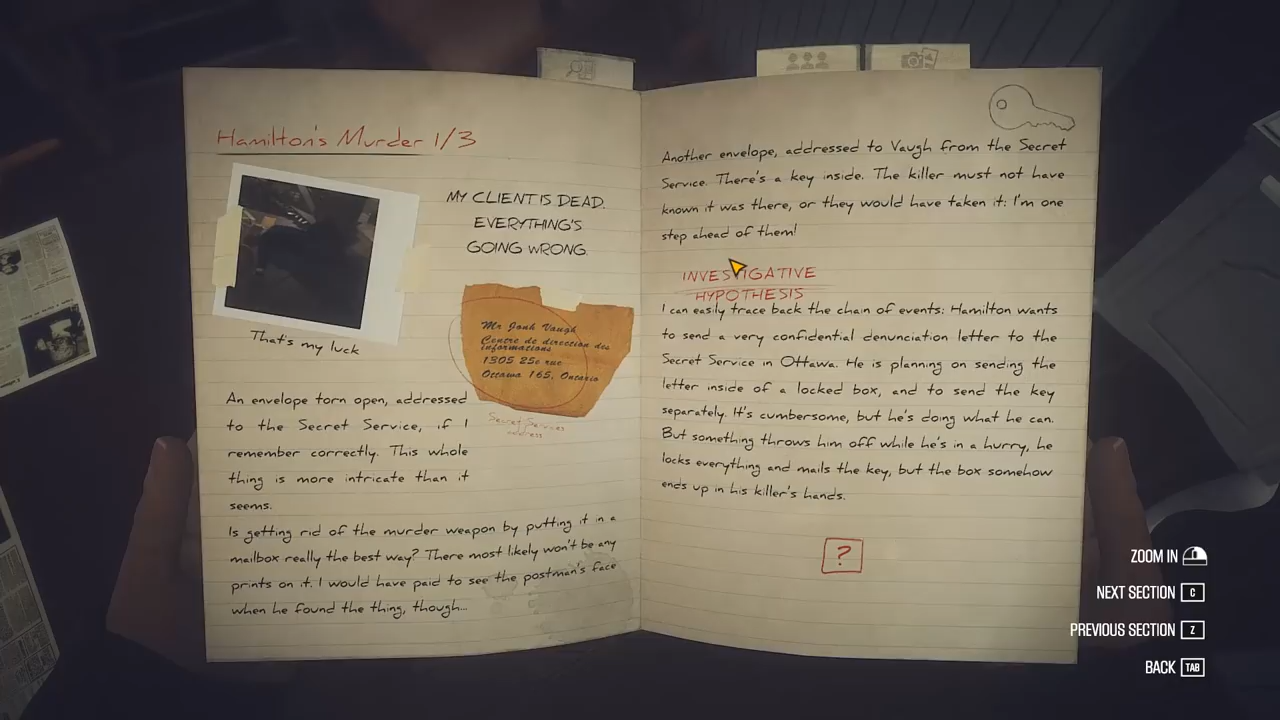 Hamilton's Murder 1/3
MY CLIENT IS DEAD.
EVERYTHING'S
GOING WRONG.
That's my luck
Mr Jonh Vaugh
Centre de direction des
informations
1305 25e rue
Ottawa 165, Ontario
Secret Services
address
An envelope torn open, addressed
to the Secret Service, if I
remember correctly. This whole
thing is more intricate than it
seems.
Is getting rid of the murder weapon by putting it in a
mailbox really the best way? There most likely won't be any
prints on it. I would have paid to see the postman's face
when he found the thing, though...
Another envelope, addressed to Vaugh from the Secret
Service. There's a key inside. The killer must not have
known it was there, or they would have taken it: I'm one
step ahead of them!
INVESTIGATIVE
HYPOTHESIS
I can easily trace back the chain of events: Hamilton wants
to send a very confidential denunciation letter to the
Secret Service in Ottawa. He is planning on sending the
letter inside of a locked box, and to send the key
separately. It's cumbersome, but he's doing what he can.
But something throws him off while he's in a hurry, he
locks everything and mails the key, but the box somehow
ends up in his killer's hands.
?
ZOOM IN
NEXT SECTION C
PREVIOUS SECTION Z
BACK TAB